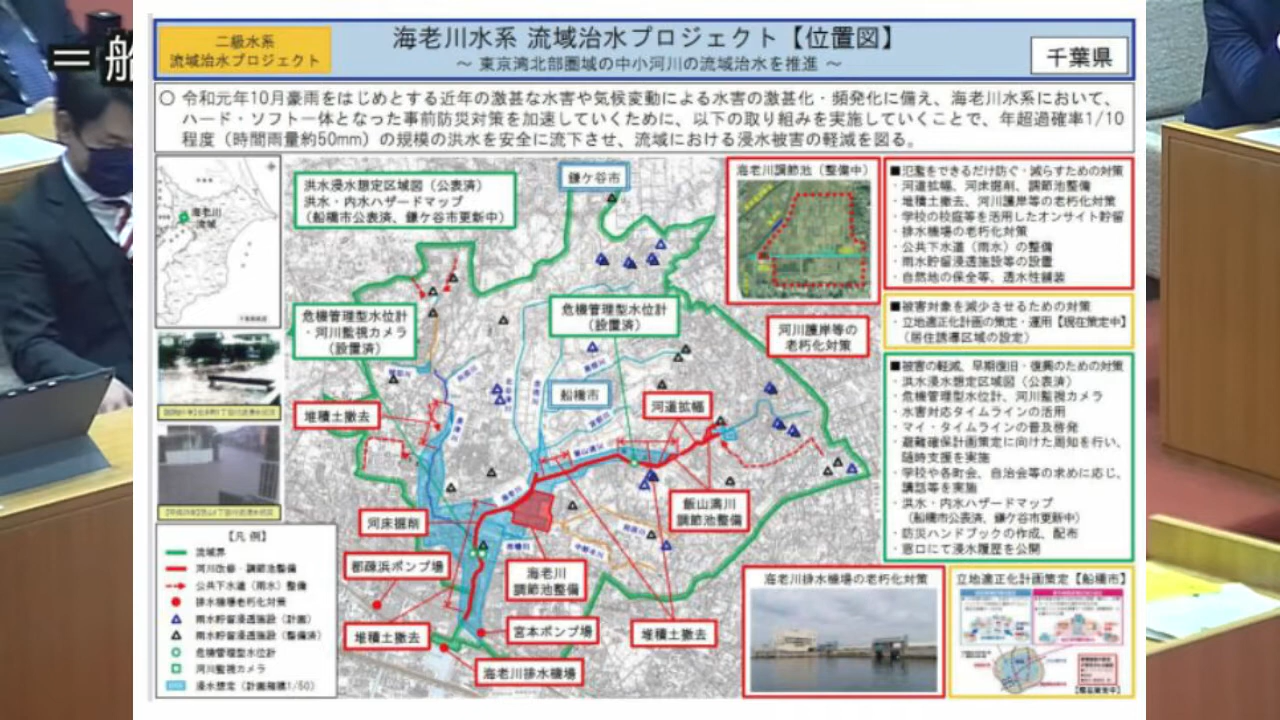 ＝船
二級水系
流域治水プロジェクト
海老川水系 流域治水プロジェクト【位置図】
～ 東京湾北部圏域の中小河川の流域治水を推進 ～
千葉県
○ 令和元年10月豪雨をはじめとする近年の激甚な水害や気候変動による水害の激甚化・頻発化に備え、海老川水系において、
ハード・ソフト一体となった事前防災対策を加速していくために、以下の取り組みを実施していくことで、年超過確率1/10
程度（時間雨量約50mm）の規模の洪水を安全に流下させ、流域における浸水被害の軽減を図る。
海老川
流域
洪水浸水想定区域図（公表済）
洪水・内水ハザードマップ
（船橋市公表済、鎌ケ谷市更新中）
鎌ケ谷市
危機管理型水位計
・河川監視カメラ
（設置済）
危機管理型水位計
（設置済）
海老川調節池（整備中）
河川護岸等の
老朽化対策
船橋市
堆積土撤去
河道拡幅
飯山満川
調節池整備
河床掘削
都疎浜ポンプ場
海老川
調節池整備
堆積土撤去
宮本ポンプ場
堆積土撤去
海老川排水機場
【凡 例】
流域界
河川改修・調節池整備
公共下水道（雨水）整備
排水機場老朽化対策
雨水貯留浸透施設（計画）
雨水貯留浸透施設（整備済）
危機管理型水位計
河川監視カメラ
浸水想定（計画規模1/50）
■氾濫をできるだけ防ぐ・減らすための対策
・河道拡幅、河床掘削、調節池整備
・堆積土撤去、河川護岸等の老朽化対策
・学校の校庭等を活用したオンサイト貯留
・排水機場の老朽化対策
・公共下水道（雨水）の整備
・雨水貯留浸透施設等の設置
・自然地の保全等、透水性舗装
■被害対象を減少させるための対策
・立地適正化計画の策定・運用【現在策定中】
（居住誘導区域の設定）
■被害の軽減、早期復旧・復興のための対策
・洪水浸水想定区域図（公表済）
・危機管理型水位計、河川監視カメラ
・水害対応タイムラインの活用
・マイ・タイムラインの普及啓発
・避難確保計画策定に向けた周知を行い、
随時支援を実施
・学校や各町会、自治会等の求めに応じ、
講話等を実施
・洪水・内水ハザードマップ
（船橋市公表済、鎌ケ谷市更新中）
・防災ハンドブックの作成、配布
・窓口にて浸水履歴を公開
海老川排水機場の老朽化対策
立地適正化計画策定【船橋市】